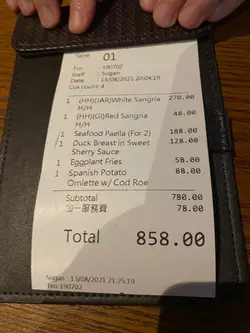 Table 01
Txn : 190702
Staff : Sugan
Date : 13/08/2021 20:04:19
Cus count: 4
1 (HH)(JAR)White Sangria 270.00
H/H
1 (HH)(Gl)Red Sangria 48.00
H/H
1 Seafood Paella (For 2) 188.00
1 Duck Breast in Sweet 128.00
Sherry Sauce
1 Eggplant Fries 58.00
1 Spanish Potato 88.00
Omlette w/ Cod Roe
Subtotal 780.00
加一服務費 78.00
Total 858.00
Sugan : 13/08/2021 21:25:19
Txn:190702